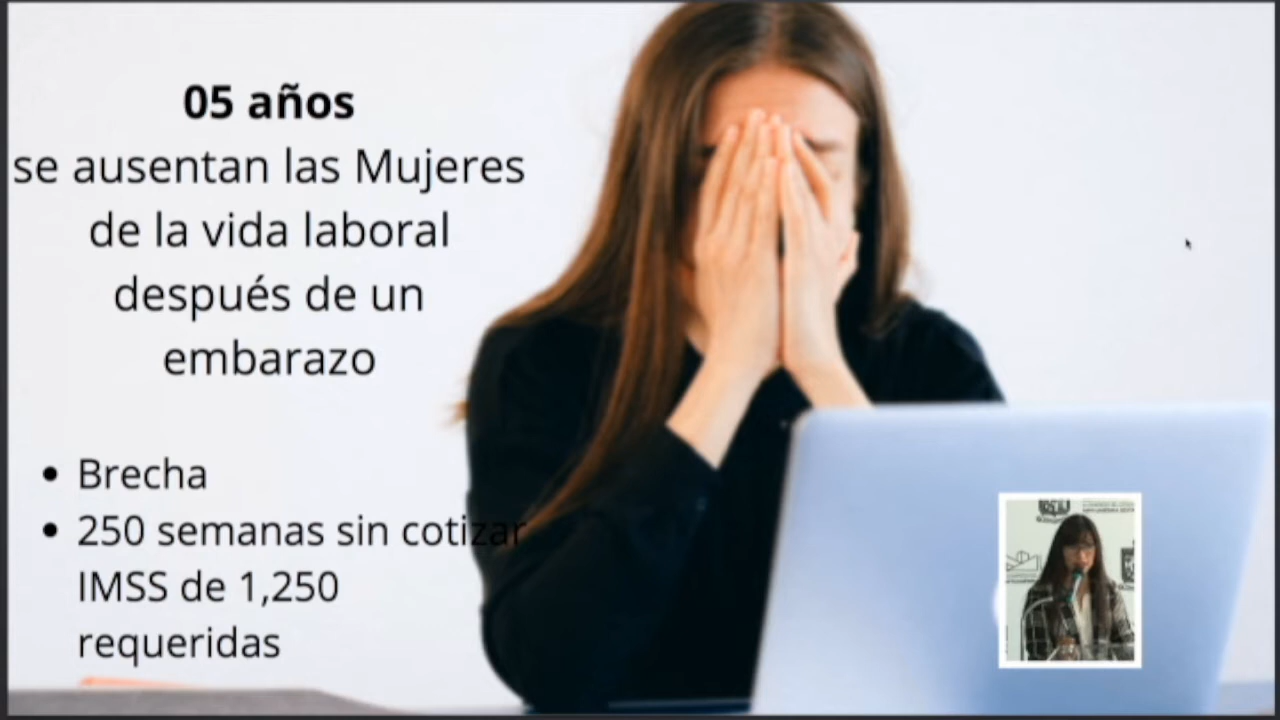 05 años
se ausentan las Mujeres
de la vida laboral
después de un
embarazo
Brecha
250 semanas sin cotizar
IMSS de 1,250
requeridas